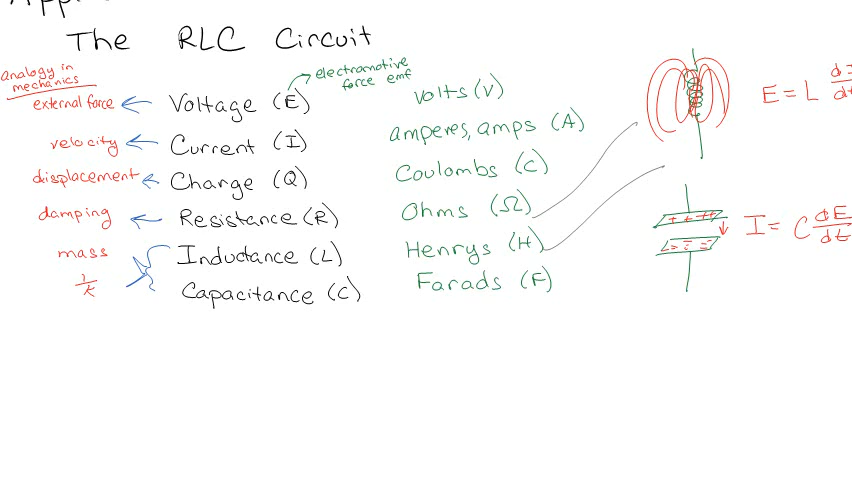 The RLC Circuit
analogy in mechanics
electromotive force emf
external force ← Voltage (E) volts (V)
velocity ← Current (I) amperes, amps (A)
displacement ← Charge (Q) Coulombs (C)
damping ← Resistance (R) Ohms (Ω)
mass Inductance (L) Henrys (H)
1/k Capacitance (C) Farads (F)
E = L
+ + ++
I = C dE/dt